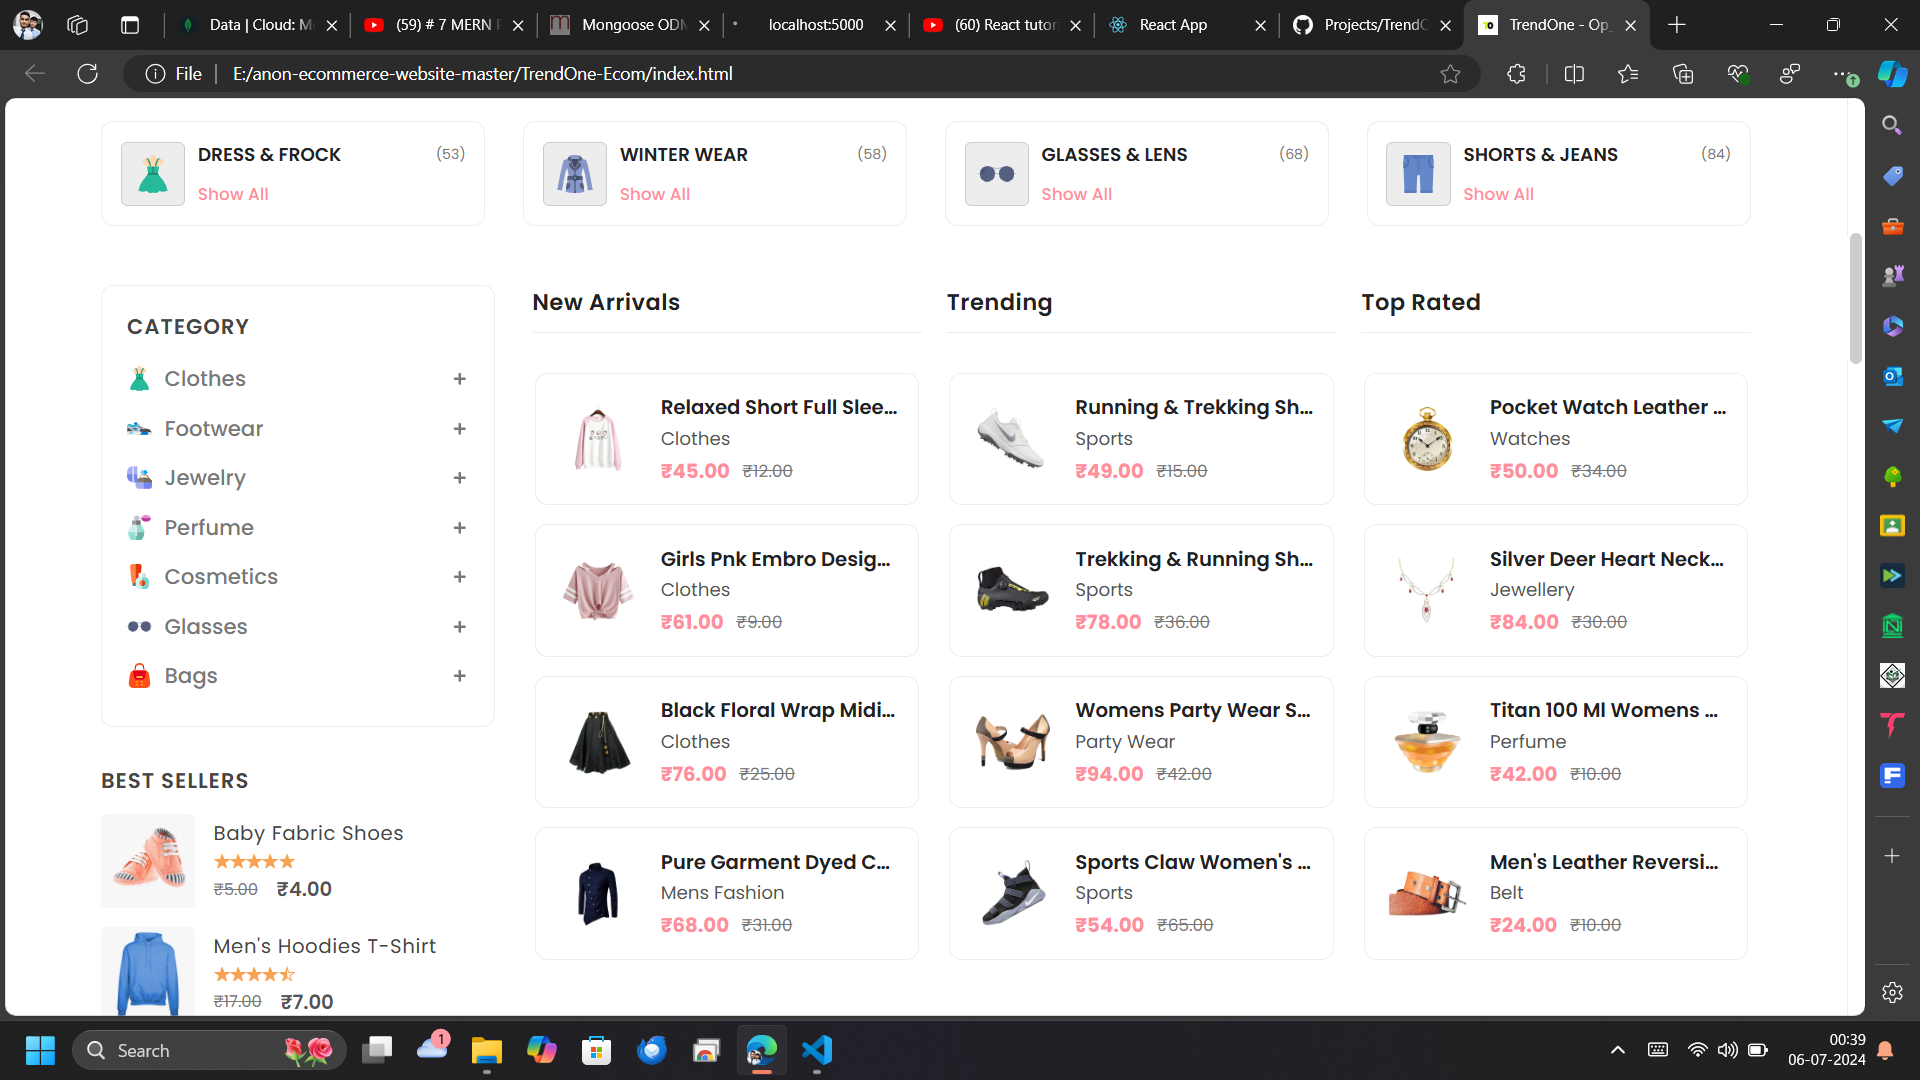 Data | Cloud: M
(59) # 7 MERN P
Mongoose ODM
localhost:5000
(60) React tutor
React App
Projects/TrendO
TrendOne - Op
File
E:/anon-ecommerce-website-master/TrendOne-Ecom/index.html
DRESS & FROCK
(53)
Show All
WINTER WEAR
(58)
Show All
GLASSES & LENS
(68)
Show All
SHORTS & JEANS
(84)
Show All
CATEGORY
Clothes +
Footwear +
Jewelry +
Perfume +
Cosmetics +
Glasses +
Bags +
BEST SELLERS
Baby Fabric Shoes
₹5.00 ₹4.00
Men's Hoodies T-Shirt
₹17.00 ₹7.00
New Arrivals
Relaxed Short Full Slee...
Clothes
₹45.00 ₹12.00
Girls Pnk Embro Desig...
Clothes
₹61.00 ₹9.00
Black Floral Wrap Midi...
Clothes
₹76.00 ₹25.00
Pure Garment Dyed C...
Mens Fashion
₹68.00 ₹31.00
Trending
Running & Trekking Sh...
Sports
₹49.00 ₹15.00
Trekking & Running Sh...
Sports
₹78.00 ₹36.00
Womens Party Wear S...
Party Wear
₹94.00 ₹42.00
Sports Claw Women's ...
Sports
₹54.00 ₹65.00
Top Rated
Pocket Watch Leather ...
Watches
₹50.00 ₹34.00
Silver Deer Heart Neck...
Jewellery
₹84.00 ₹30.00
Titan 100 Ml Womens ...
Perfume
₹42.00 ₹10.00
Men's Leather Reversi...
Belt
₹24.00 ₹10.00
Search
1
00:39
06-07-2024